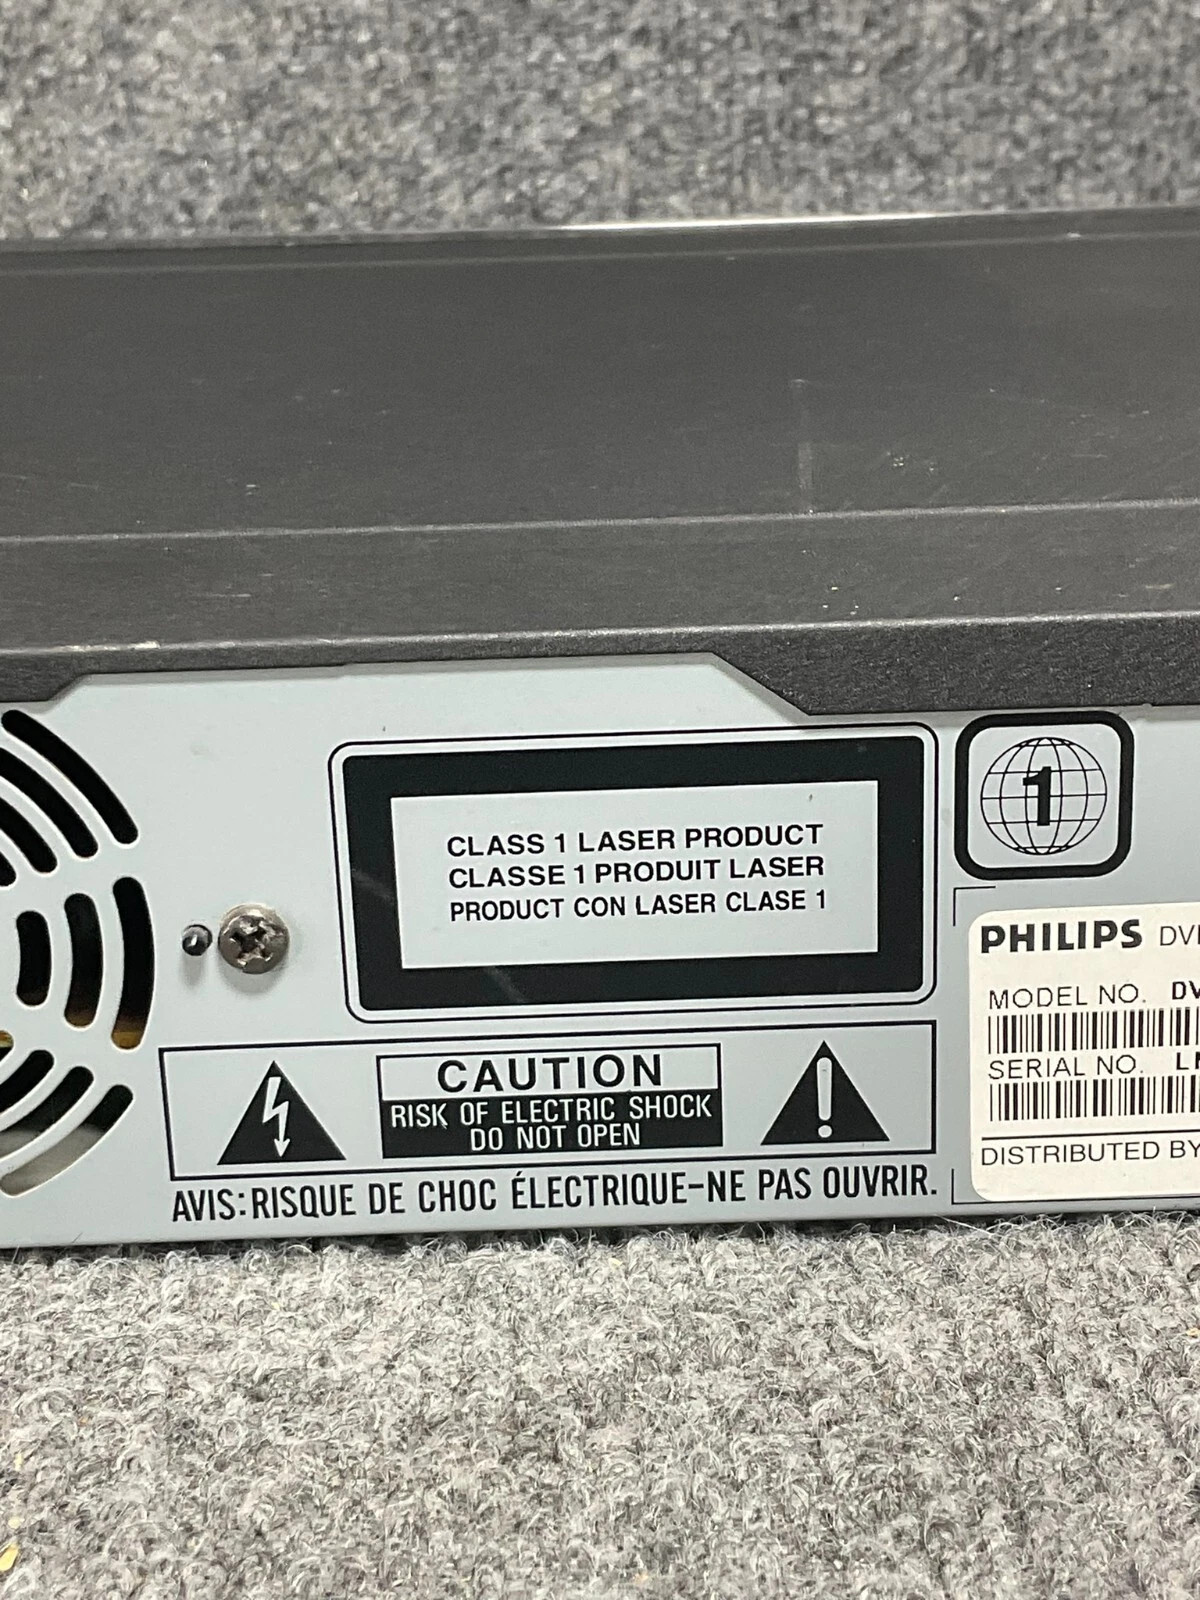 CLASS 1 LASER PRODUCT
CLASSE 1 PRODUIT LASER
PRODUCT CON LASER CLASE 1
1
PHILIPS
MODEL NO.
SERIAL NO.
DISTRIBUTED BY
CAUTION
RISK OF ELECTRIC SHOCK
DO NOT OPEN
AVIS: RISQUE DE CHOC ÉLECTRIQUE-NE PAS OUVRIR.